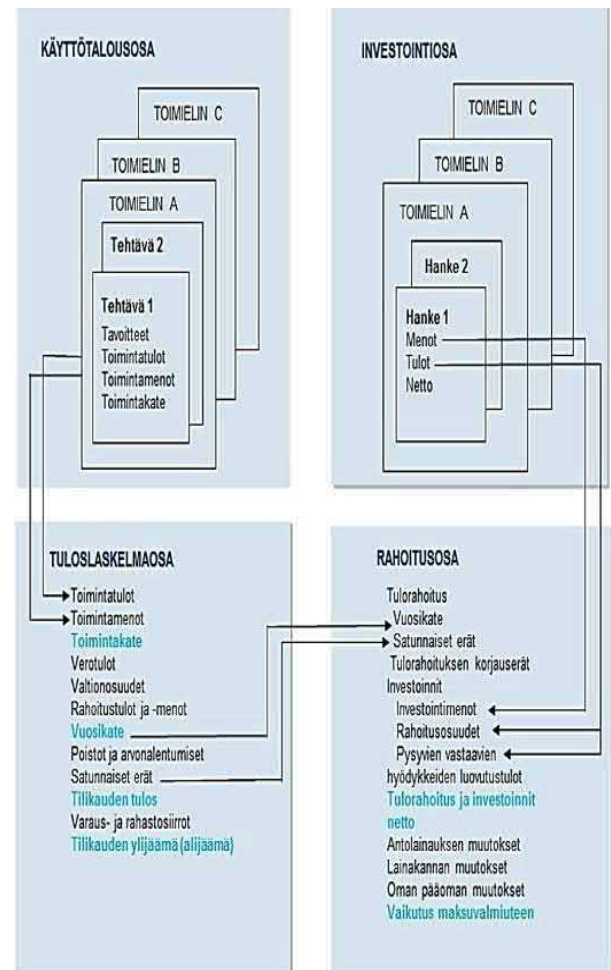 KÄYTTÖTALOUSOSA
TOIMIELIN C
TOIMIELIN B
TOIMIELIN A
Tehtävä 2
Tehtävä 1
Tavoitteet
Toimintatulot
Toimintamenot
Toimintakate
INVESTOINTIOSA
TOIMIELIN C
TOIMIELIN B
TOIMIELIN A
Hanke 2
Hanke 1
Menot
Tulot
Netto
TULOSLASKELMAOSA
Toimintatulot
Toimintamenot
Toimintakate
Verotulot
Valtionosuudet
Rahoitustulot ja -menot
Vuosikate
Poistot ja arvonalentumiset
Satunnaiset erät
Tilikauden tulos
Varaus- ja rahastosiirrot
Tilikauden ylijäämä (alijäämä)
RAHOITUSOSA
Tulorahoitus
Vuosikate
Satunnaiset erät
Tulorahoituksen korjauserät
Investoinnit
Investointimenot
Rahoitusosuudet
Pysyvien vastaavien
hyödykkeiden luovutustulot
Tulorahoitus ja investoinnit
netto
Antolainauksen muutokset
Lainakannan muutokset
Oman pääoman muutokset
Vaikutus maksuvalmiuteen